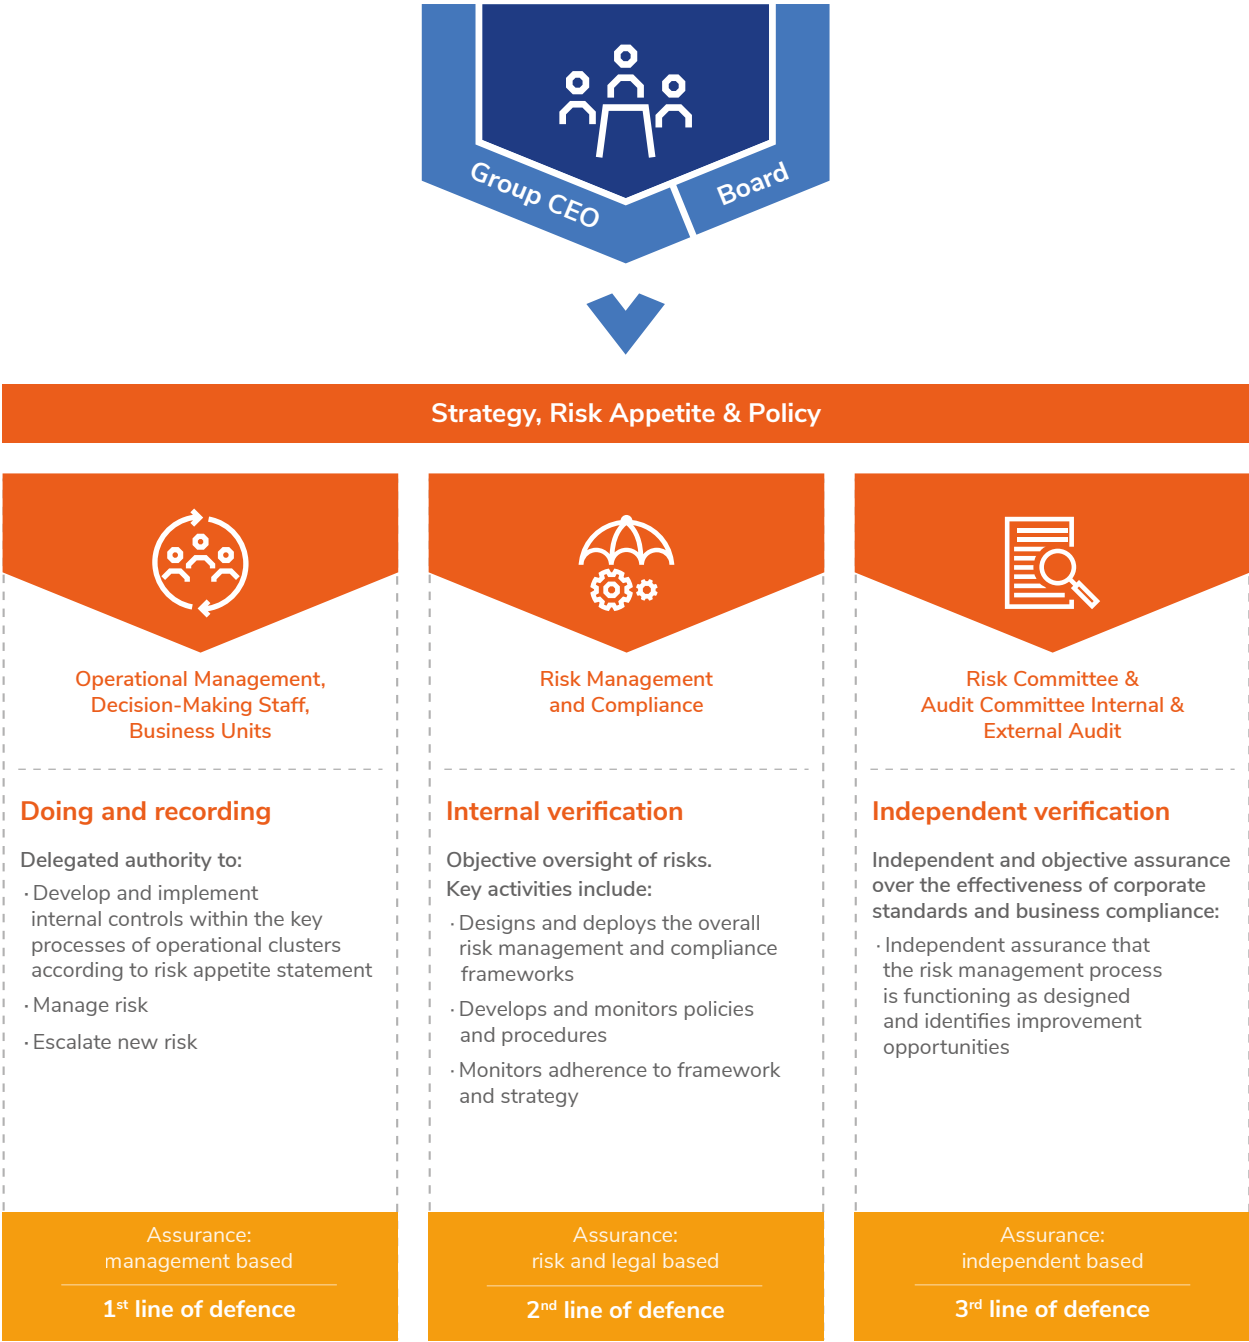 Group CEO
Board
Strategy, Risk Appetite & Policy
Operational Management,
Decision-Making Staff,
Business Units
Doing and recording
Delegated authority to:
· Develop and implement
internal controls within the key
processes of operational clusters
according to risk appetite statement
· Manage risk
· Escalate new risk
Assurance:
management based
1st line of defence
Risk Management
and Compliance
Internal verification
Objective oversight of risks.
Key activities include:
· Designs and deploys the overall
risk management and compliance
frameworks
· Develops and monitors policies
and procedures
· Monitors adherence to framework
and strategy
Assurance:
risk and legal based
2nd line of defence
Risk Committee &
Audit Committee Internal &
External Audit
Independent verification
Independent and objective assurance
over the effectiveness of corporate
standards and business compliance:
· Independent assurance that
the risk management process
is functioning as designed
and identifies improvement
opportunities
Assurance:
independent based
3rd line of defence